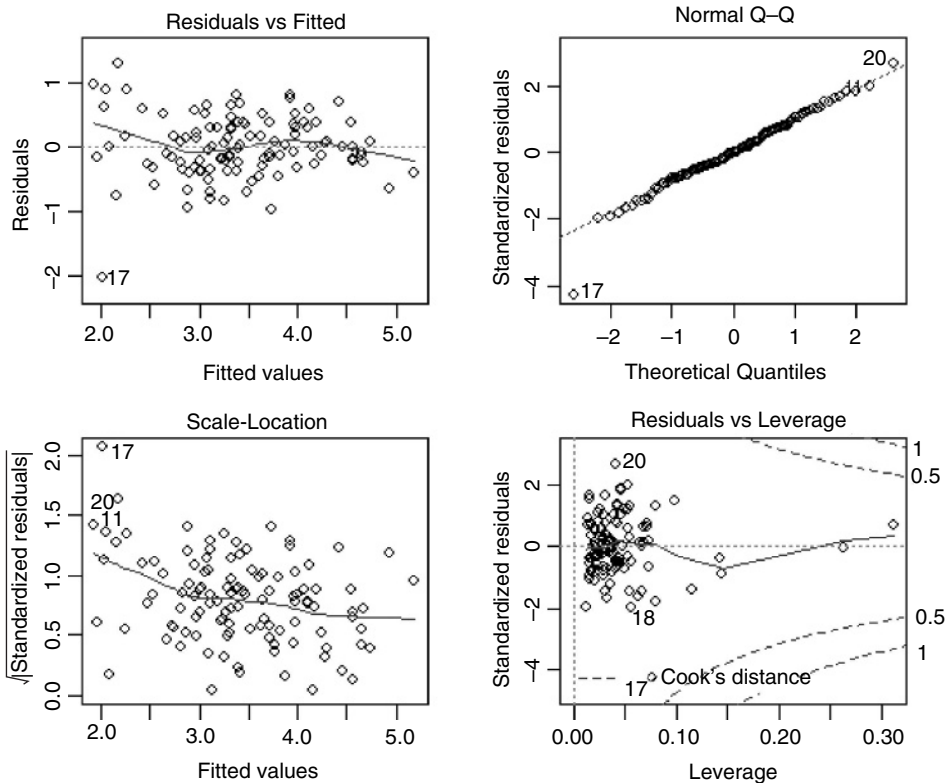 Residuals vs Fitted
Residuals
1
0
−1
−2
17
2.0 3.0 4.0 5.0
Fitted values
Normal Q–Q
Standardized residuals
2
0
−2
−4
20
11
17
−2 −1 0 1 2
Theoretical Quantiles
Scale-Location
√|Standardized residuals|
2.0
1.5
1.0
0.5
0.0
17
20
11
2.0 3.0 4.0 5.0
Fitted values
Residuals vs Leverage
Standardized residuals
2
0
−2
−4
20
18
17
Cook's distance
1
0.5
0.5
1
0.00 0.10 0.20 0.30
Leverage